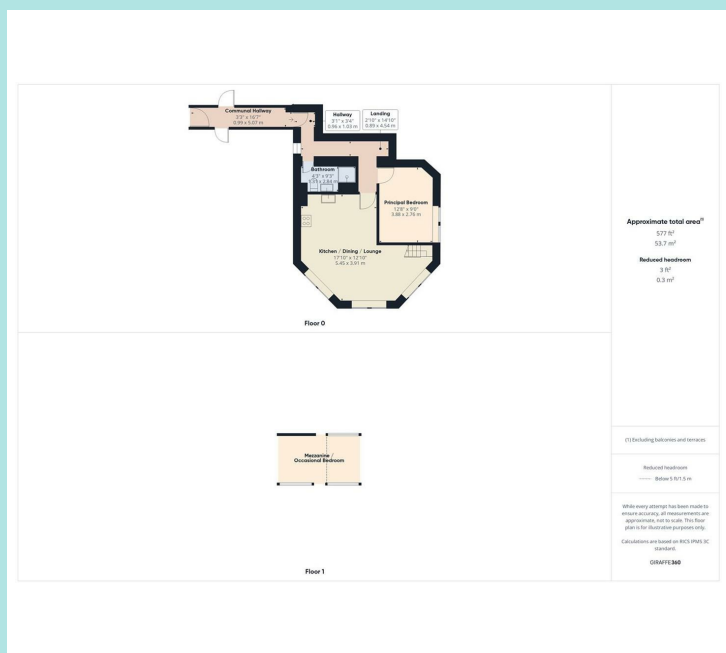 Communal Hallway
3'3" x 16'7"
0.99 x 5.07 m
Hallway
3'1" x 3'4"
0.96 x 1.03 m
Landing
2'10" x 14'10"
0.89 x 4.54 m
Bathroom
4'3" x 9'3"
Principal Bedroom
12'8" x 9'0"
3.88 x 2.76 m
Kitchen / Dining / Lounge
17'10" x 12'10"
5.45 x 3.91 m
Floor 0
Mezzanine /
Occasional Bedroom
Floor 1
Approximate total area(1)
577 ft²
53.7 m²
Reduced headroom
3 ft²
0.3 m²
(1) Excluding balconies and terraces
Reduced headroom
Below 5 ft/1.5 m
While every attempt has been made to
ensure accuracy, all measurements are
approximate, not to scale. This floor
plan is for illustrative purposes only.
Calculations are based on RICS IPMS 3C
standard.
GIRAFFE360